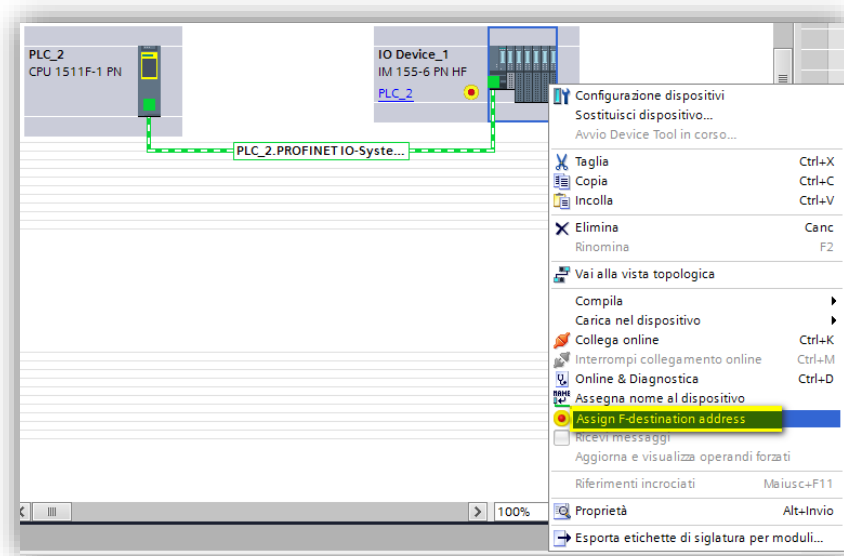 PLC_2
CPU 1511F-1 PN
IO Device_1
IM 155-6 PN HF
PLC_2
PLC_2.PROFINET IO-Syste...
Configurazione dispositivi
Sostituisci dispositivo...
Avvio Device Tool in corso...
Taglia Ctrl+X
Copia Ctrl+C
Incolla Ctrl+V
Elimina Canc
Rinomina F2
Vai alla vista topologica
Compila
Carica nel dispositivo
Collega online Ctrl+K
Interrompi collegamento online Ctrl+M
Online & Diagnostica Ctrl+D
Assegna nome al dispositivo
Assign F-destination address
Ricevi messaggi
Aggiorna e visualizza operandi forzati
Riferimenti incrociati Maiusc+F11
100% Proprietà Alt+Invio
Esporta etichette di siglatura per moduli...